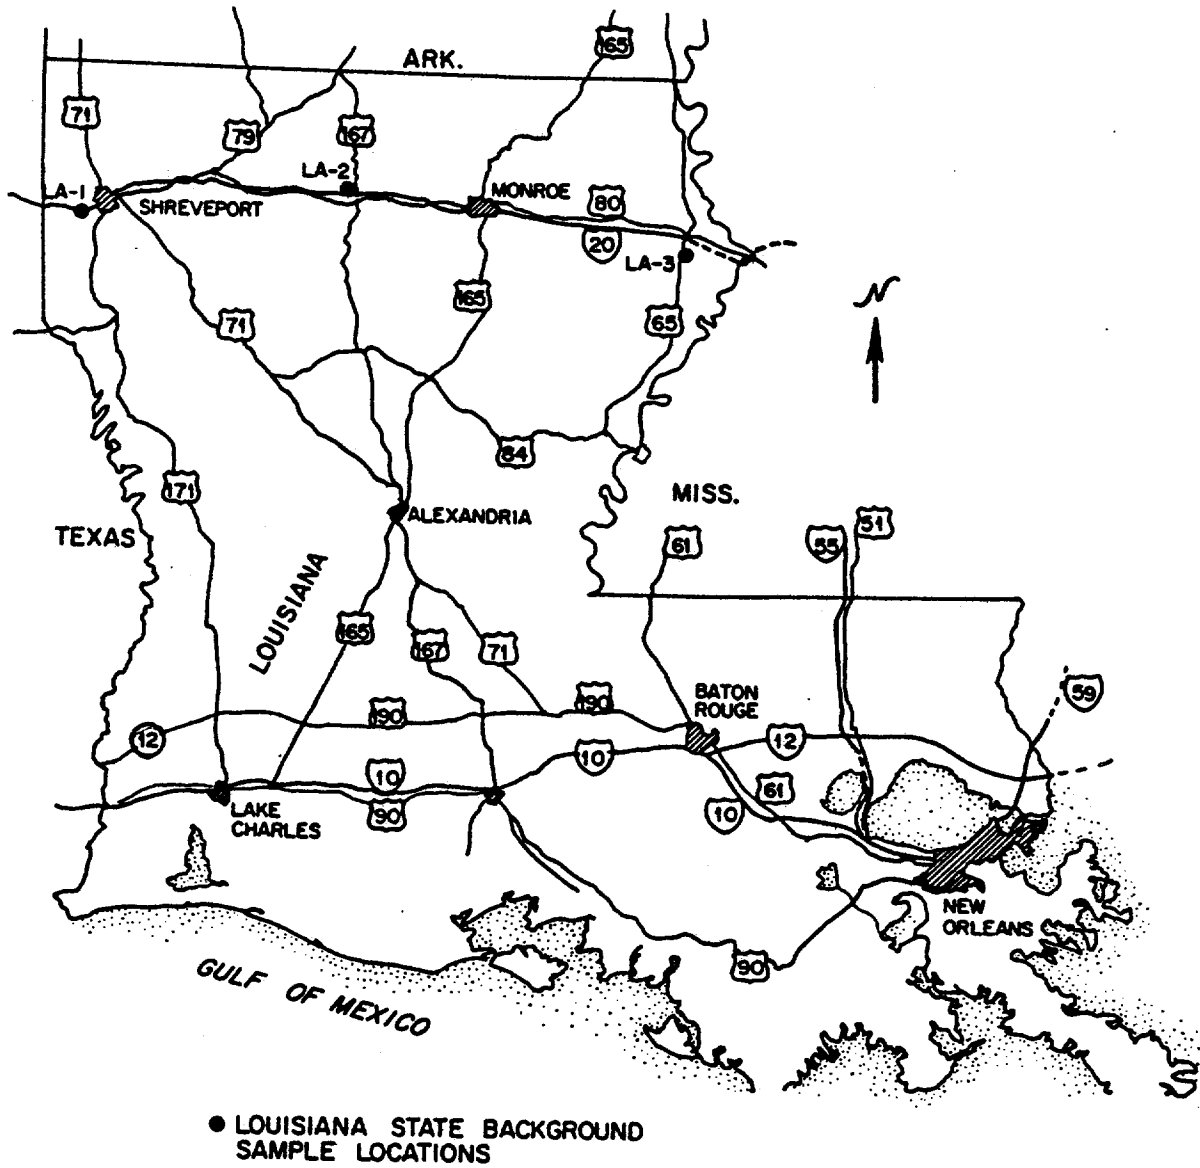 165
ARK.
71
79
167
LA-2
A-1
MONROE
SHREVEPORT
80
20
LA-3
165
71
65
N
84
171
MISS.
ALEXANDRIA
TEXAS
61
55
51
LOUISIANA
165
167
71
190
190
BATON
ROUGE
59
12
12
10
10
61
10
90
LAKE
CHARLES
NEW
ORLEANS
90
GULF OF MEXICO
LOUISIANA STATE BACKGROUND
SAMPLE LOCATIONS